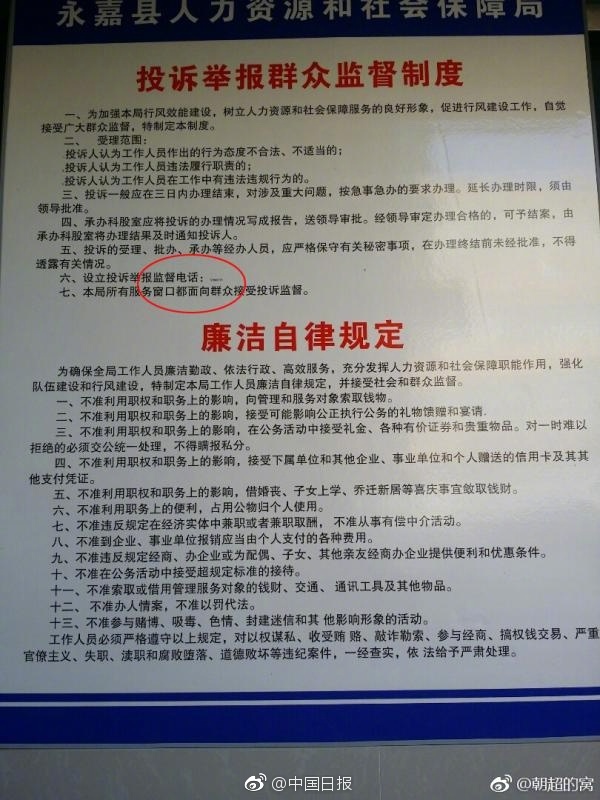 永嘉县人力资源和社会保障局
投诉举报群众监督制度
一、为加强本局行风效能建设，树立人力资源和社会保障服务的良好形象，促进行风建设工作，自觉
接受广大群众监督，特制定本制度。
二、 受理范围：
.投诉人认为工作人员作出的行为态度不合法、不适当的；
.投诉人认为工作人员违法履行职责的；
.投诉人认为工作人员在工作中有违法违规行为的。
三、投诉一般应在三日内办理结束，对涉及重大问题，按急事急办的要求办理。延长办理时限，须由
领导批准。
四、承办科股室应将投诉的办理情况写成报告，送领导审批。经领导审定办理合格的，可予结案，由
承办科股室将办理结果及时通知投诉人。
五、投诉的受理、批办、承办等经办人员，应严格保守有关秘密事项，在办理终结前未经批准，不得
透露有关情况。
六、设立投诉举报监督电话：
七、本局所有服务窗口都面向群众接受投诉监督。
廉洁自律规定
为确保全局工作人员廉洁勤政、依法行政、高效服务，充分发挥人力资源和社会保障职能作用，强化
队伍建设和行风建设，特制定本局工作人员廉洁自律规定，并接受社会和群众监督。
一、不准利用职权和职务上的影响，向管理和服务对象索取钱物。
二、不准利用职权和职务上的影响，接受可能影响公正执行公务的礼物馈赠和宴请.
三、不准利用职权和职务上的影响，在公务活动中接受礼金、各种有价证券和贵重物品。对一时难以
拒绝的必须交公统一处理，不得瞒报私分。
四、不准利用职权和职务上的影响，接受下属单位和其他企业、事业单位和个人赠送的信用卡及其其
他支付凭证。
五、不准利用职权和职务上的影响，借婚丧、子女上学、乔迁新居等喜庆事宜敛取钱财。
六、不准利用职务上的便利，占用公物归个人使用。
七、不准违反规定在经济实体中兼职或者兼职取酬， 不准从事有偿中介活动。
八、不准到企业、事业单位报销应当由个人支付的各种费用。
九、不准违反规定经商、办企业或为配偶、子女、其他亲友经商办企业提供便利和优惠条件。
十、不准在公务活动中接受超规定标准的接待。
十一、不准索取或借用管理服务对象的钱财、交通、 通讯工具及其他物品。
十二、 不准办人情案，不准以罚代法。
十三、不准参与赌博、吸毒、色情、封建迷信和其 他影响形象的活动。
工作人员必须严格遵守以上规定，对以权谋私、收受贿 赂、敲诈勒索、参与经商、搞权钱交易、严重
官僚主义、失职、渎职和腐败堕落、道德败坏等违纪案件，一经查实，依 法给予严肃处理。
@中国日报
@朝超的窝